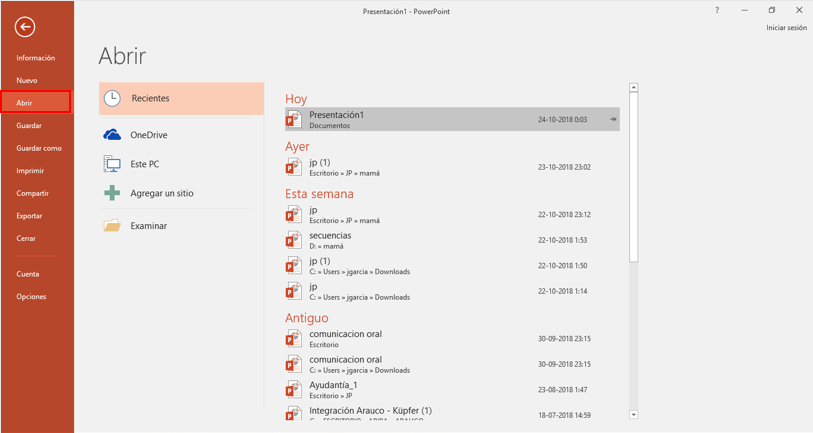 Presentación1 - PowerPoint
?
Iniciar sesión
Información
Nuevo
Abrir
Guardar
Guardar como
Imprimir
Compartir
Exportar
Cerrar
Cuenta
Opciones
Abrir
Recientes
OneDrive
Este PC
Agregar un sitio
Examinar
Hoy
Presentación1
Documentos
24-10-2018 0:03
Ayer
jp (1)
Escritorio » JP » mamá
23-10-2018 23:02
Esta semana
jp
Escritorio » JP » mamá
22-10-2018 23:12
secuencias
D: » mamá
22-10-2018 1:53
jp (1)
C: » Users » jgarcia » Downloads
22-10-2018 1:50
jp
C: » Users » jgarcia » Downloads
22-10-2018 1:14
Antiguo
comunicacion oral
Escritorio
30-09-2018 23:15
comunicacion oral
C: » Users » jgarcia » Downloads
30-09-2018 23:15
Ayudantía_1
Escritorio » JP
23-08-2018 1:47
Integración Arauco - Küpfer (1)
18-07-2018 14:59